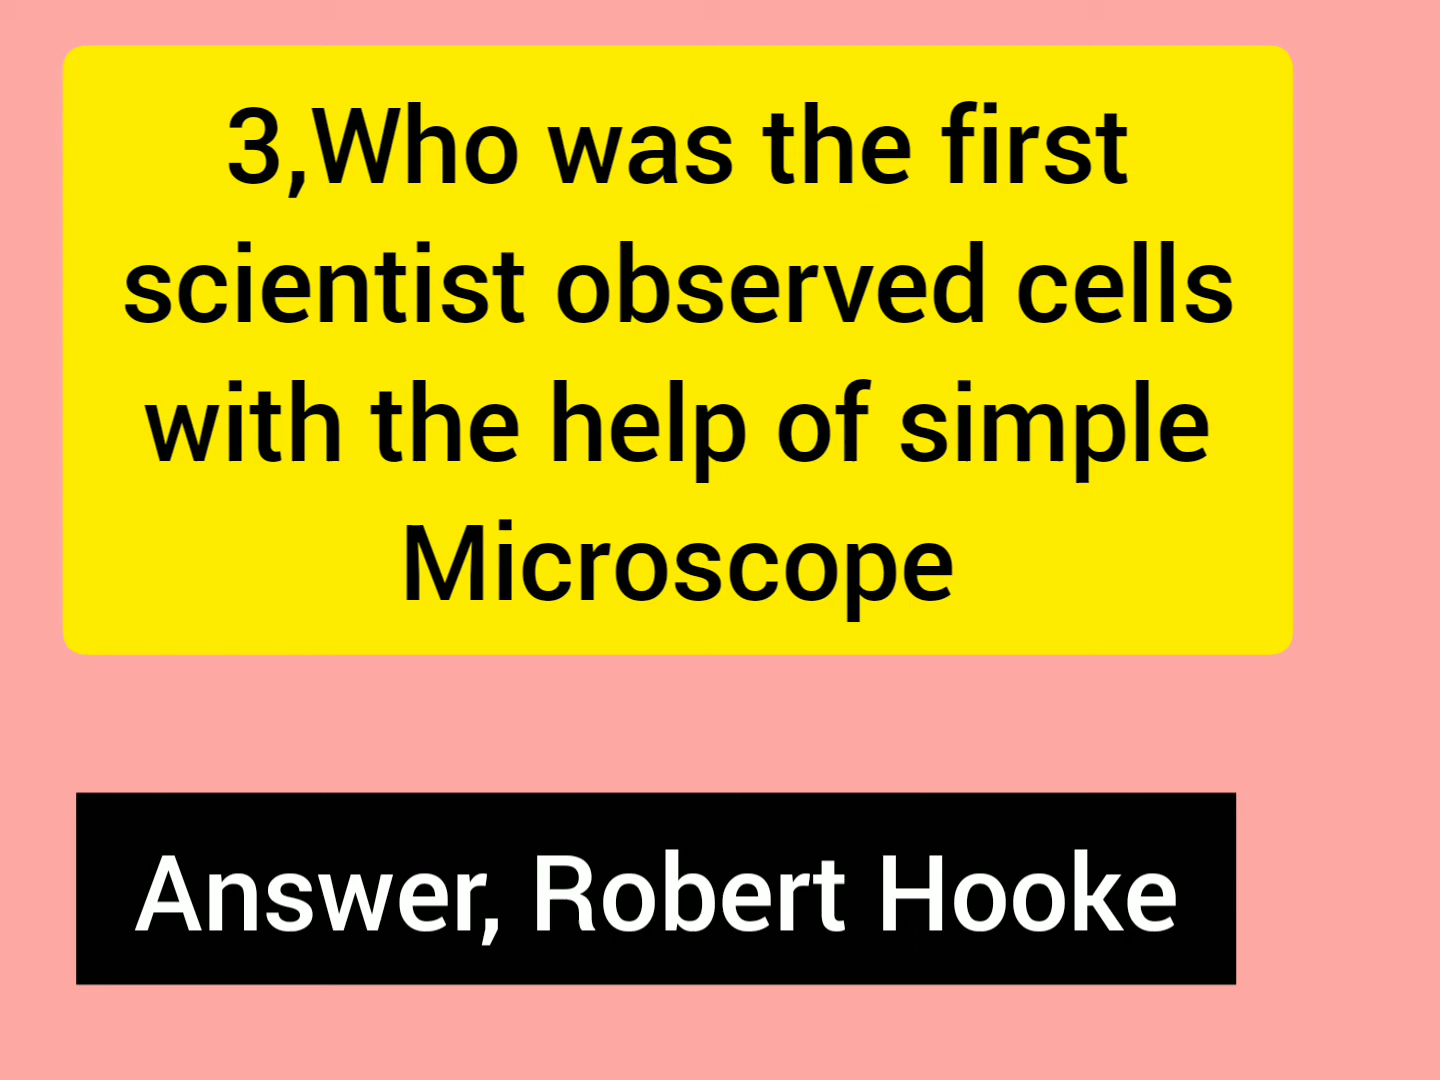 3,Who was the first
scientist observed cells
with the help of simple
Microscope
Answer, Robert Hooke